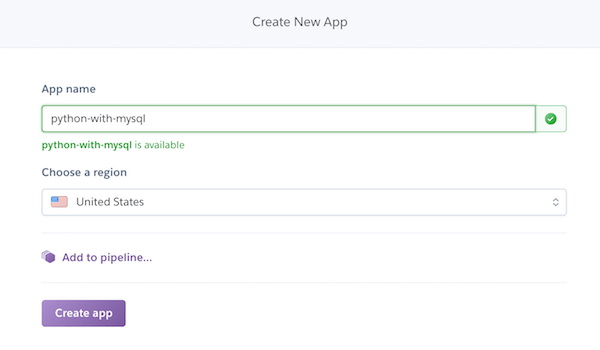 Create New App
App name
python-with-mysql
python-with-mysql is available
Choose a region
United States
Add to pipeline...
Create app